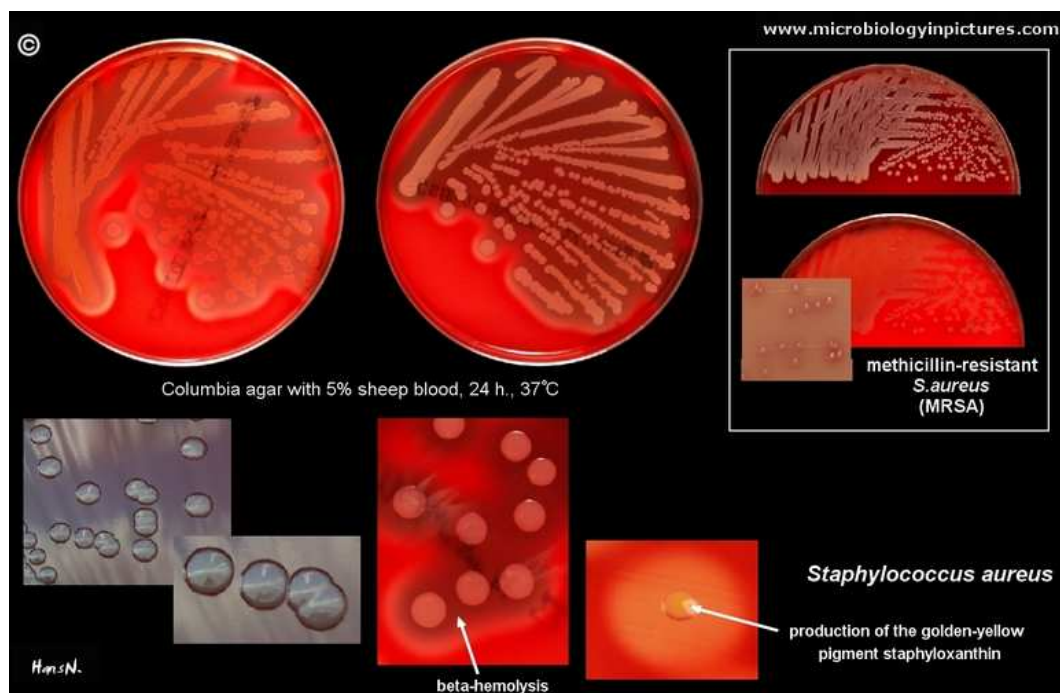 ©
www.microbiologyinpictures.com
methicillin-resistant
S.aureus
(MRSA)
Columbia agar with 5% sheep blood, 24 h., 37°C
Staphylococcus aureus
production of the golden-yellow
pigment staphyloxanthin
HansN.
beta-hemolysis